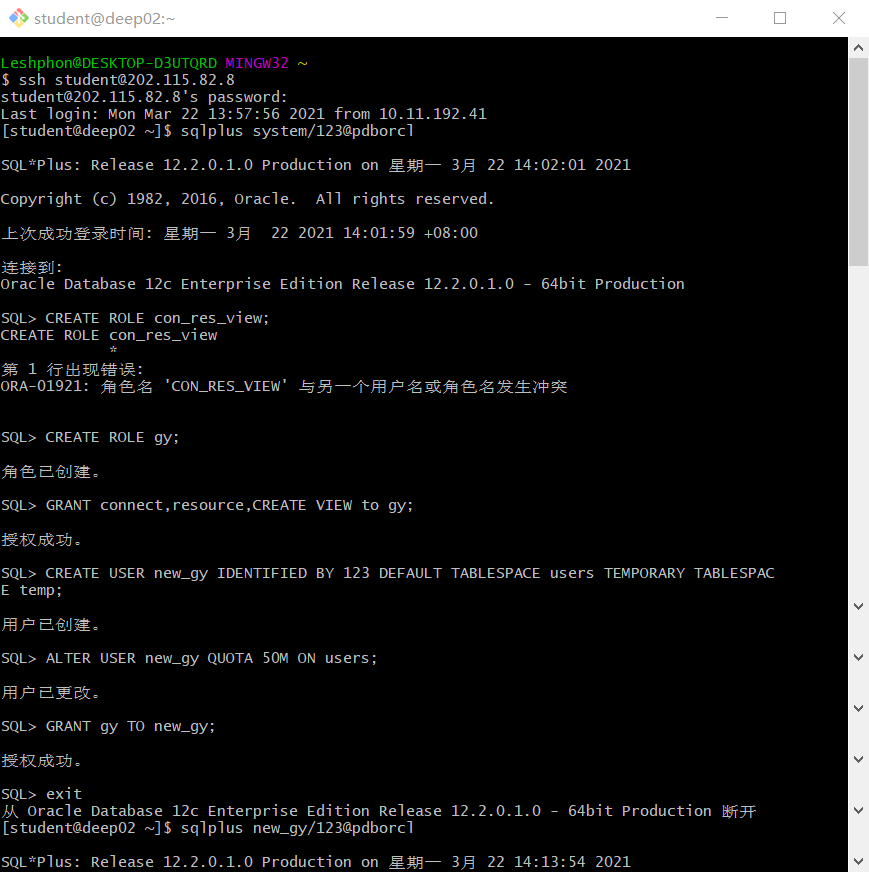 student@deep02:~
Leshphon@DESKTOP-D3UTQRD MINGW32 ~
$ ssh student@202.115.82.8
student@202.115.82.8's password:
Last login: Mon Mar 22 13:57:56 2021 from 10.11.192.41
[student@deep02 ~]$ sqlplus system/123@pdborcl
SQL*Plus: Release 12.2.0.1.0 Production on 星期一 3月 22 14:02:01 2021
Copyright (c) 1982, 2016, Oracle.  All rights reserved.
上次成功登录时间: 星期一 3月  22 2021 14:01:59 +08:00
连接到:
Oracle Database 12c Enterprise Edition Release 12.2.0.1.0 - 64bit Production
SQL> CREATE ROLE con_res_view;
CREATE ROLE con_res_view
            *
第 1 行出现错误:
ORA-01921: 角色名 'CON_RES_VIEW' 与另一个用户名或角色名发生冲突
SQL> CREATE ROLE gy;
角色已创建。
SQL> GRANT connect,resource,CREATE VIEW to gy;
授权成功。
SQL> CREATE USER new_gy IDENTIFIED BY 123 DEFAULT TABLESPACE users TEMPORARY TABLESPAC
E temp;
用户已创建。
SQL> ALTER USER new_gy QUOTA 50M ON users;
用户已更改。
SQL> GRANT gy TO new_gy;
授权成功。
SQL> exit
从 Oracle Database 12c Enterprise Edition Release 12.2.0.1.0 - 64bit Production 断开
[student@deep02 ~]$ sqlplus new_gy/123@pdborcl
SQL*Plus: Release 12.2.0.1.0 Production on 星期一 3月 22 14:13:54 2021